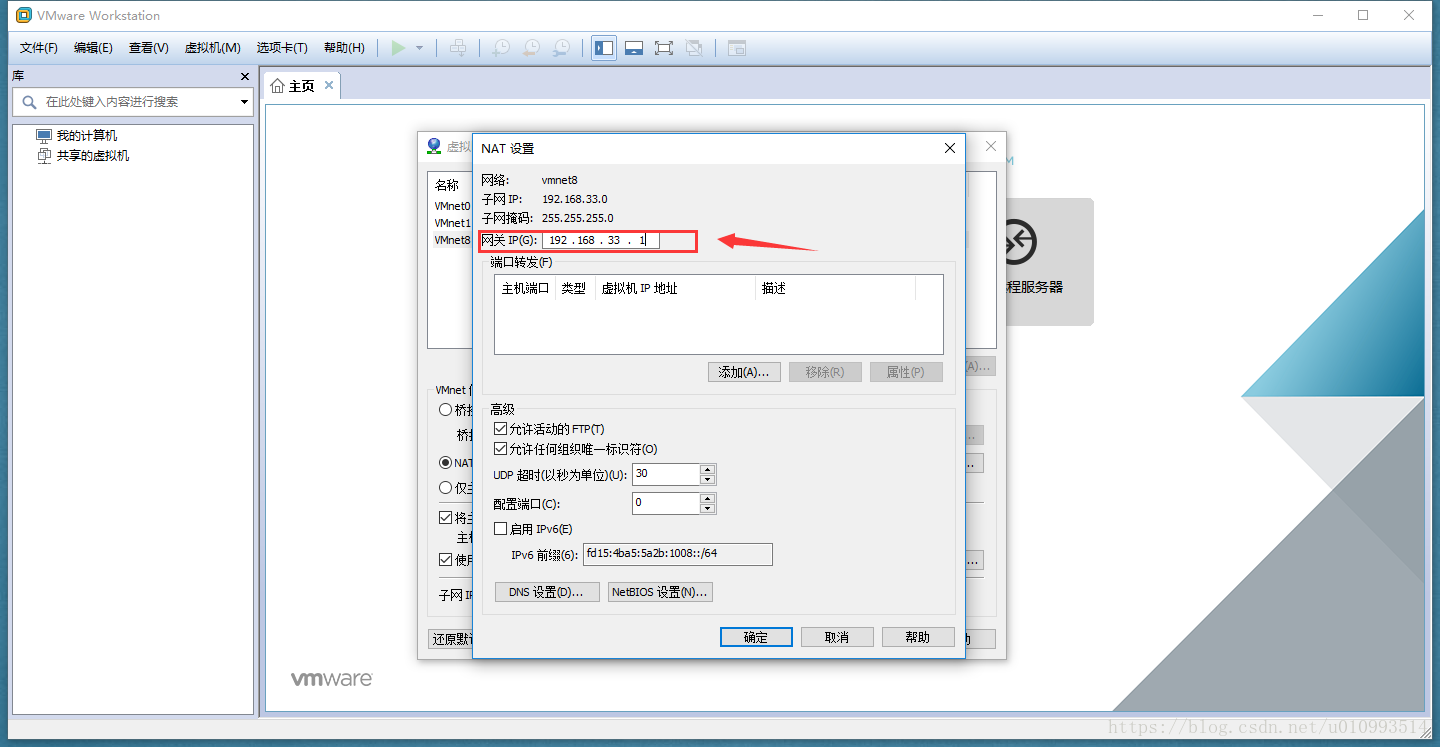 VMware Workstation
文件(F) 编辑(E) 查看(V) 虚拟机(M) 选项卡(T) 帮助(H)
库
主页
在此处键入内容进行搜索
我的计算机
共享的虚拟机
虚拟
NAT 设置
网络: vmnet8
子网 IP: 192.168.33.0
子网掩码: 255.255.255.0
网关 IP(G): 192 . 168 . 33 . 1
名称
VMnet0
VMnet1
VMnet8
端口转发(F)
主机端口 类型 虚拟机 IP 地址 描述
程服务器
添加(A)... 移除(R) 属性(P)
(A)...
VMnet
高级
允许活动的 FTP(T)
允许任何组织唯一标识符(O)
UDP 超时(以秒为单位)(U): 30
配置端口(C): 0
启用 IPv6(E)
IPv6 前缀(6): fd15:4ba5:5a2b:1008::/64
桥接
NAT
将主
主机
使用
子网 IP
DNS 设置(D)... NetBIOS 设置(N)...
还原默认
确定 取消 帮助
vmware
https://blog.csdn.net/u010993514